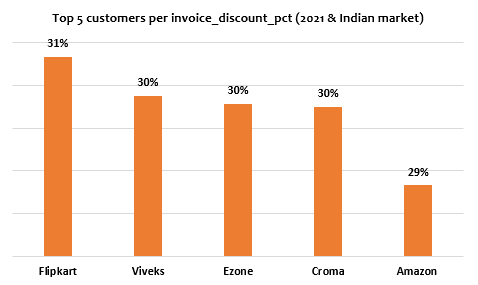 Top 5 customers per invoice_discount_pct (2021 & Indian market)
31%
30%
30%
30%
29%
Flipkart Viveks Ezone Croma Amazon